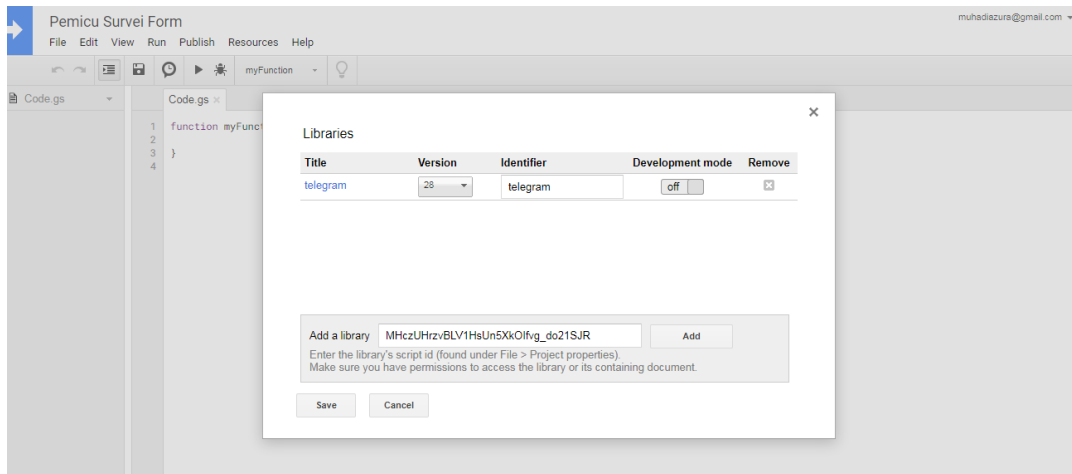 Pemicu Survei Form
muhadiazura@gmail.com
File Edit View Run Publish Resources Help
myFunction
Code.gs
Code.gs ×
1 function myFunct
2
3 }
4
Libraries
Title Version Identifier Development mode Remove
telegram 28 telegram off
Add a library MHczUHrzvBLV1HsUn5XkOlfvg_do21SJR Add
Enter the library's script id (found under File > Project properties).
Make sure you have permissions to access the library or its containing document.
Save Cancel